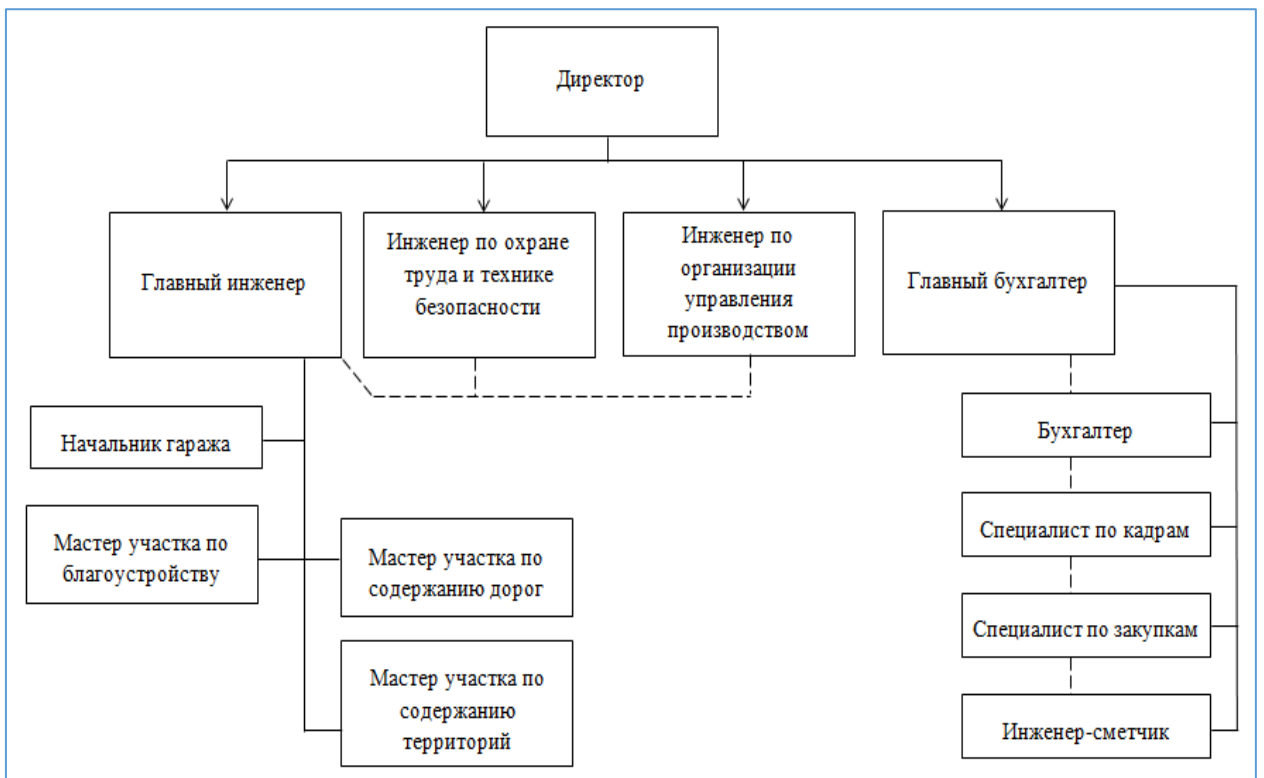 Директор
Главный инженер
Инженер по охране
труда и технике
безопасности
Инженер по
организации
управления
производством
Главный бухгалтер
Начальник гаража
Бухгалтер
Мастер участка по
благоустройству
Мастер участка по
содержанию дорог
Специалист по кадрам
Специалист по закупкам
Мастер участка по
содержанию
территорий
Инженер-сметчик